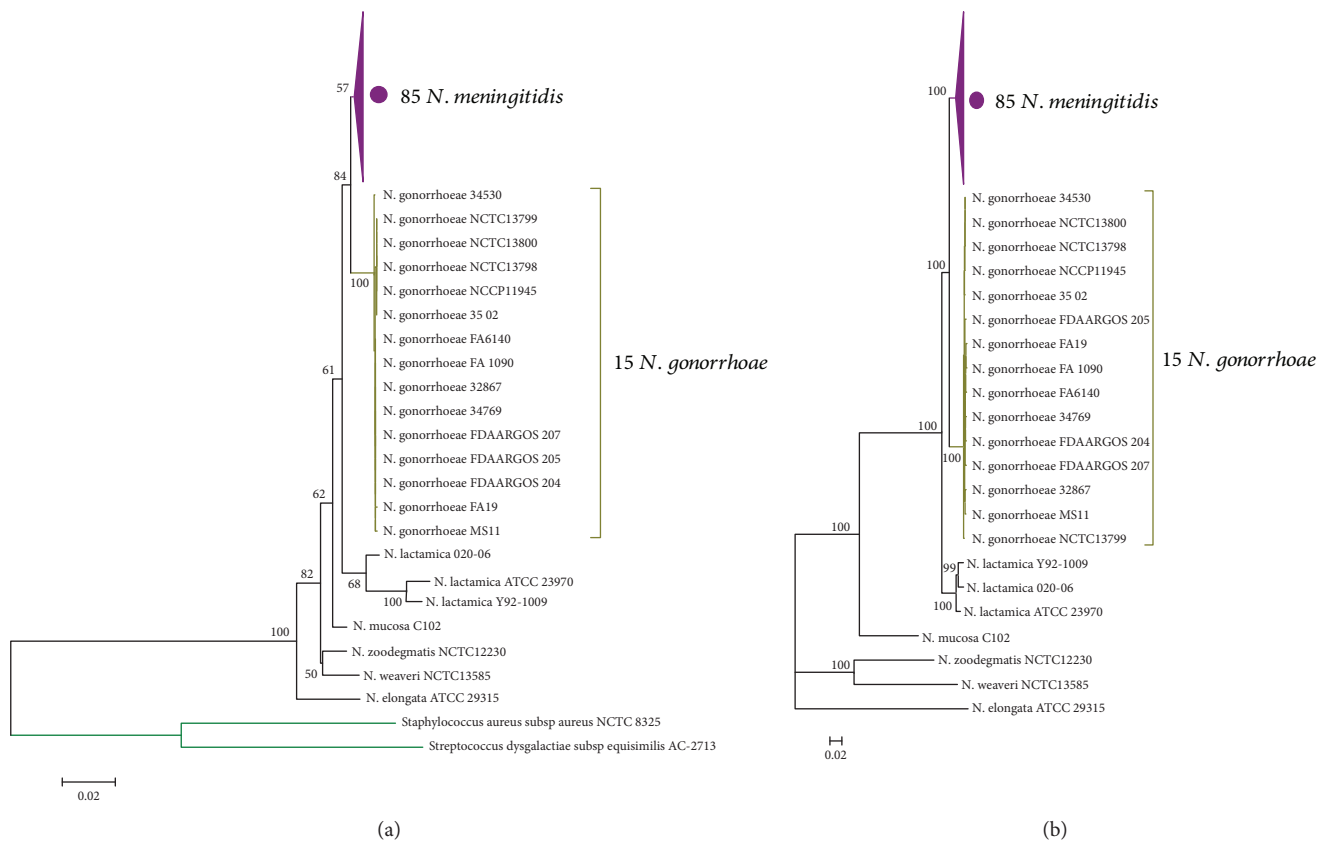 57
85 N. meningitidis
84
N. gonorrhoeae 34530
N. gonorrhoeae NCTC13799
N. gonorrhoeae NCTC13800
N. gonorrhoeae NCTC13798
100
N. gonorrhoeae NCCP11945
N. gonorrhoeae 35 02
N. gonorrhoeae FA6140
N. gonorrhoeae FA 1090
15 N. gonorrhoae
61
N. gonorrhoeae 32867
N. gonorrhoeae 34769
N. gonorrhoeae FDAARGOS 207
N. gonorrhoeae FDAARGOS 205
N. gonorrhoeae FDAARGOS 204
62
N. gonorrhoeae FA19
N. gonorrhoeae MS11
N. lactamica 020-06
82
68
N. lactamica ATCC 23970
100
N. lactamica Y92-1009
N. mucosa C102
100
N. zoodegmatis NCTC12230
50
N. weaveri NCTC13585
N. elongata ATCC 29315
Staphylococcus aureus subsp aureus NCTC 8325
Streptococcus dysgalactiae subsp equisimilis AC-2713
0.02
(a)
100
85 N. meningitidis
N. gonorrhoeae 34530
N. gonorrhoeae NCTC13800
N. gonorrhoeae NCTC13798
100
N. gonorrhoeae NCCP11945
N. gonorrhoeae 35 02
N. gonorrhoeae FDAARGOS 205
N. gonorrhoeae FA19
15 N. gonorrhoae
N. gonorrhoeae FA 1090
N. gonorrhoeae FA6140
N. gonorrhoeae 34769
100
N. gonorrhoeae FDAARGOS 204
100
N. gonorrhoeae FDAARGOS 207
N. gonorrhoeae 32867
N. gonorrhoeae MS11
100
N. gonorrhoeae NCTC13799
N. lactamica Y92-1009
99
N. lactamica 020-06
100
N. lactamica ATCC 23970
N. mucosa C102
N. zoodegmatis NCTC12230
100
N. weaveri NCTC13585
N. elongata ATCC 29315
0.02
(b)